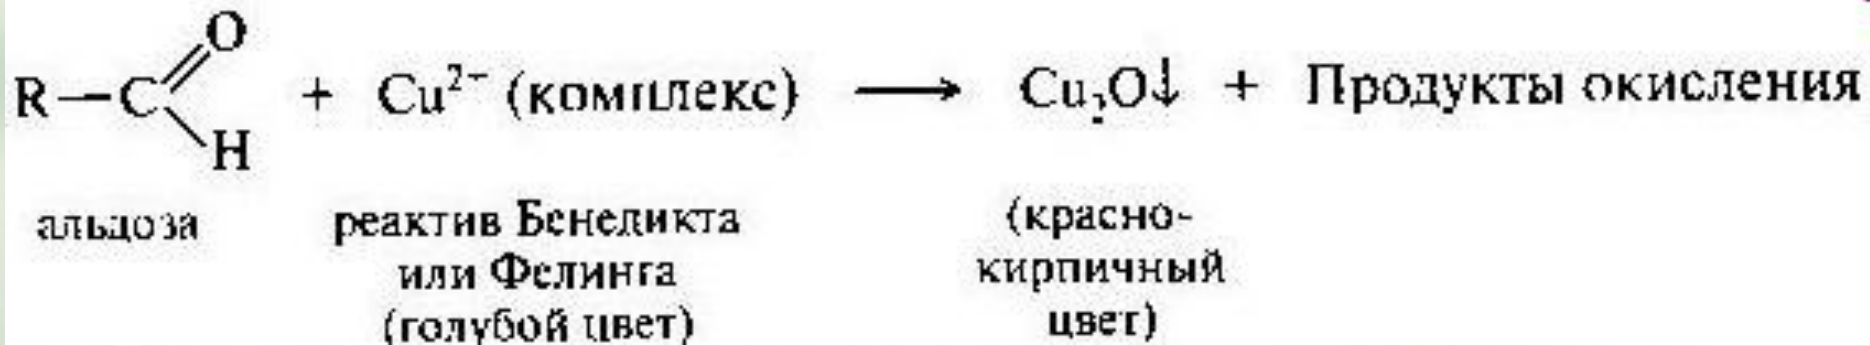 R—C(=O)H + Cu²⁻ (комплекс) ⟶ Cu₂O↓ + Продукты окисления
альдоза
реактив Бенедикта
или Фелинга
(голубой цвет)
(красно-
кирпичный
цвет)